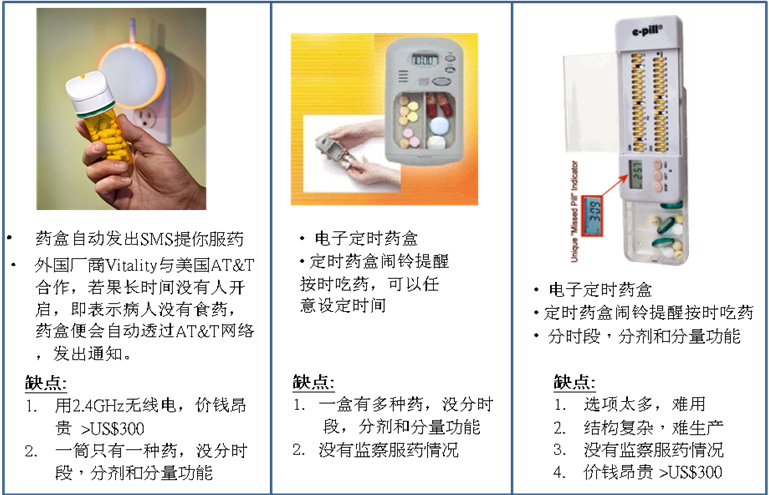 • 药盒自动发出SMS提你服药
• 外国厂商Vitality与美国AT&T
合作，若果长时间没有人开
启，即表示病人没有食药，
药盒便会自动透过AT&T网络
，发出通知。
缺点:
1. 用2.4GHz无线电，价钱昂
贵 >US$300
2. 一筒只有一种药，没分时
段，分剂和分量功能
• 电子定时药盒
• 定时药盒闹铃提醒
按时吃药，可以任
意设定时间
缺点:
1. 一盒有多种药，没分时
段，分剂和分量功能
2. 没有监察服药情况
e-pill®
Unique "Missed Pill" Indicator
2:57
3:09
• 电子定时药盒
• 定时药盒闹铃提醒按时吃药
• 分时段，分剂和分量功能
缺点:
1. 选项太多，难用
2. 结构复杂，难生产
3. 没有监察服药情况
4. 价钱昂贵 >US$300